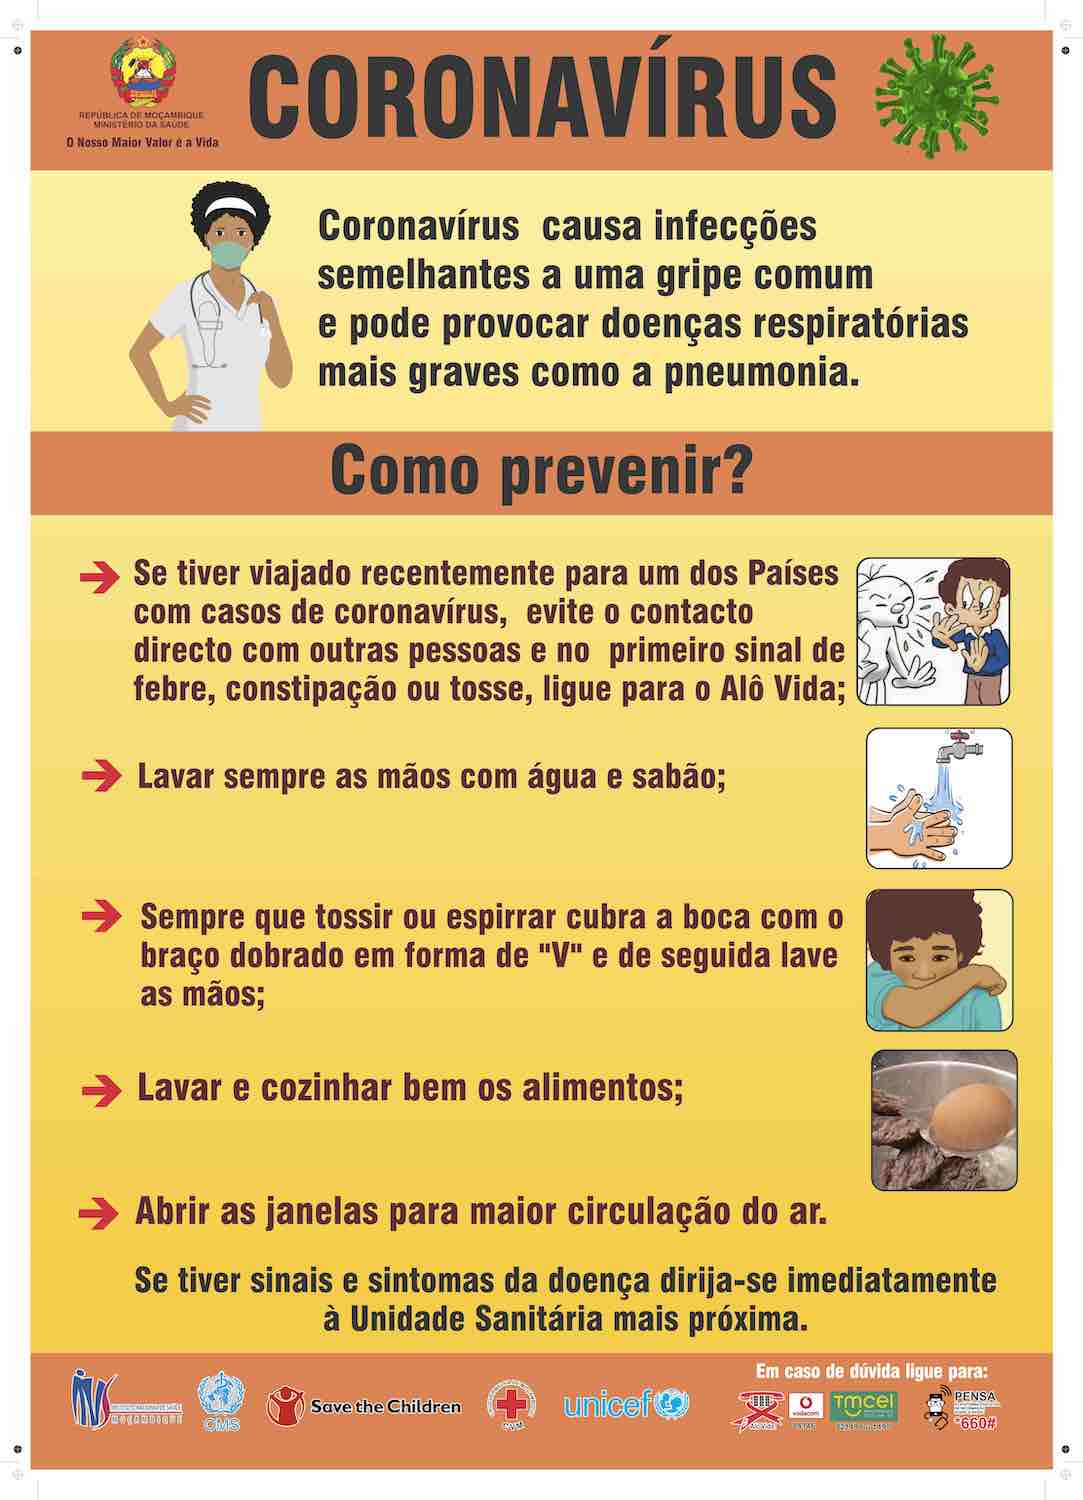 REPÚBLICA DE MOÇAMBIQUE
MINISTÉRIO DA SAÚDE
O Nosso Maior Valor é a Vida
CORONAVÍRUS
Coronavírus causa infecções
semelhantes a uma gripe comum
e pode provocar doenças respiratórias
mais graves como a pneumonia.
Como prevenir?
Se tiver viajado recentemente para um dos Países
com casos de coronavírus, evite o contacto
directo com outras pessoas e no primeiro sinal de
febre, constipação ou tosse, ligue para o Alô Vida;
Lavar sempre as mãos com água e sabão;
Sempre que tossir ou espirrar cubra a boca com o
braço dobrado em forma de "V" e de seguida lave
as mãos;
Lavar e cozinhar bem os alimentos;
Abrir as janelas para maior circulação do ar.
Se tiver sinais e sintomas da doença dirija-se imediatamente
à Unidade Sanitária mais próxima.
Em caso de dúvida ligue para:
INS
MOÇAMBIQUE
OMS
Save the Children
CVM
unicef
vodacom
TMCEL
PENSA
*660#